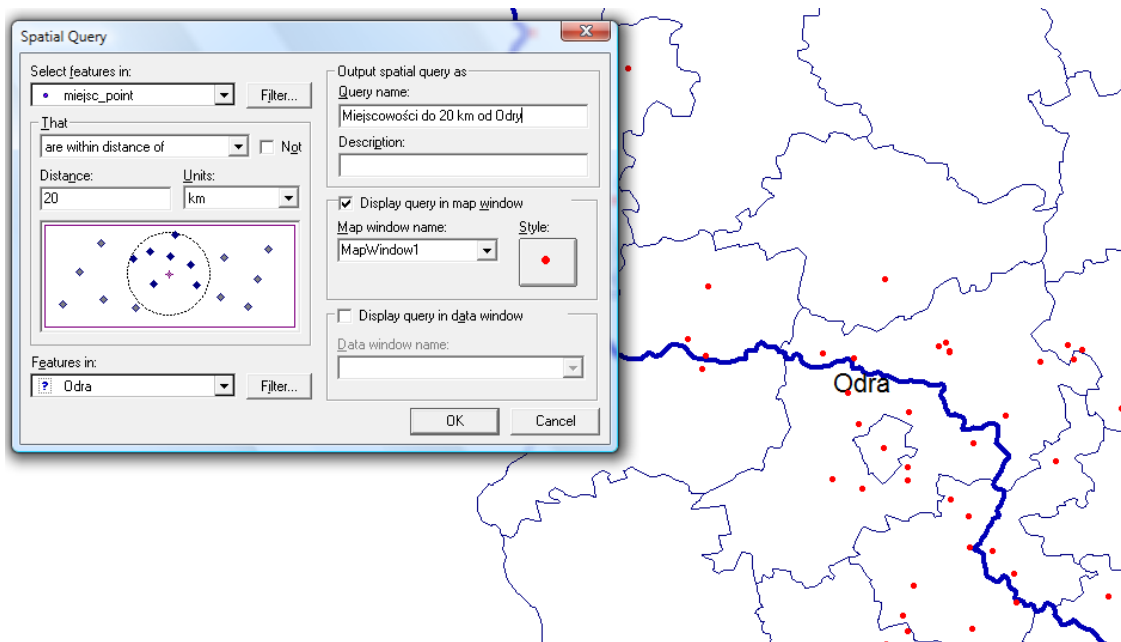 Spatial Query
Select features in:
miejsc_point
Filter...
That
are within distance of
Not
Distance:
Units:
20
km
Features in:
? Odra
Filter...
Output spatial query as
Query name:
Miejscowości do 20 km od Odry
Description:
Display query in map window
Map window name:
Style:
MapWindow1
Display query in data window
Data window name:
OK
Cancel
Odra